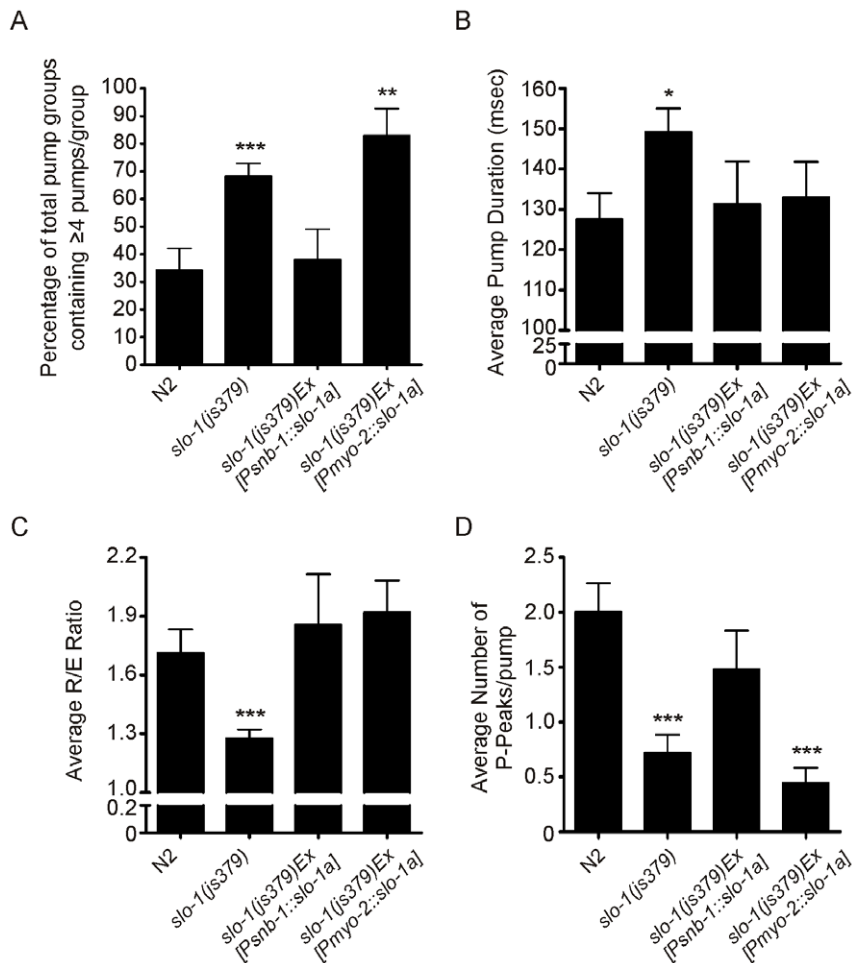 A
Percentage of total pump groups
containing ≥4 pumps/group
100
90
80
70
60
50
40
30
20
10
0
***
**
N2
slo-1(js379)
slo-1(js379)Ex
[Psnb-1::slo-1a]
slo-1(js379)Ex
[Pmyo-2::slo-1a]
B
Average Pump Duration (msec)
160
150
140
130
120
110
100
25
0
*
N2
slo-1(js379)
slo-1(js379)Ex
[Psnb-1::slo-1a]
slo-1(js379)Ex
[Pmyo-2::slo-1a]
C
Average R/E Ratio
2.2
1.9
1.6
1.3
1.0
0.2
0
***
N2
slo-1(js379)
slo-1(js379)Ex
[Psnb-1::slo-1a]
slo-1(js379)Ex
[Pmyo-2::slo-1a]
D
Average Number of
P-Peaks/pump
2.5
2.0
1.5
1.0
0.5
0
***
***
N2
slo-1(js379)
slo-1(js379)Ex
[Psnb-1::slo-1a]
slo-1(js379)Ex
[Pmyo-2::slo-1a]